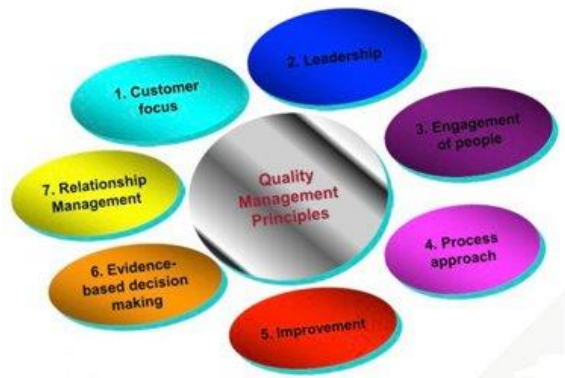 1. Customer
focus
2. Leadership
3. Engagement
of people
4. Process
approach
5. Improvement
6. Evidence-
based decision
making
7. Relationship
Management
Quality
Management
Principles